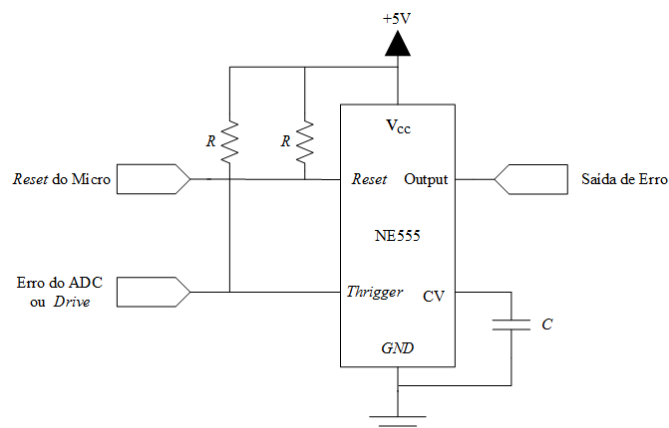 +5V
R
R
Vcc
Reset do Micro
Reset
Output
Saída de Erro
NE555
Erro do ADC
ou Drive
Thrigger
CV
C
GND